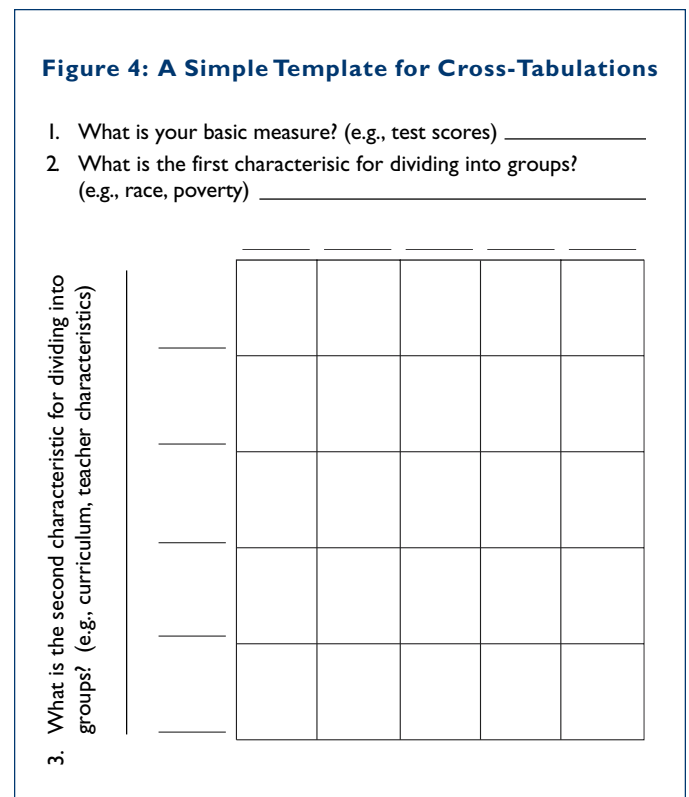 Figure 4: A Simple Template for Cross-Tabulations
1. What is your basic measure? (e.g., test scores)
2 What is the first characterisic for dividing into groups?
(e.g., race, poverty)
3. What is the second characteristic for dividing into
groups? (e.g., curriculum, teacher characteristics)